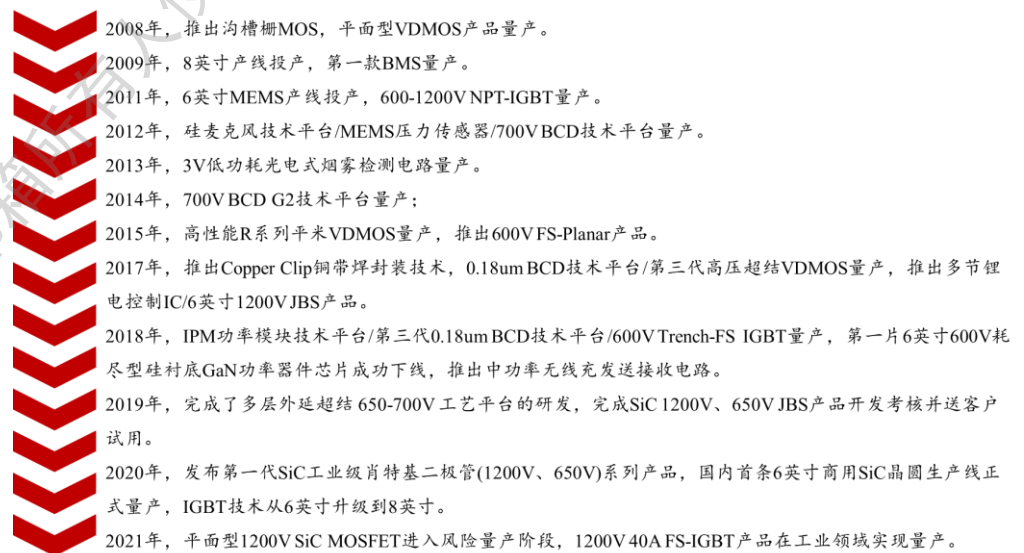 2008年，推出沟槽栅MOS，平面型VDMOS产品量产。
2009年，8英寸产线投产，第一款BMS量产。
2011年，6英寸MEMS产线投产，600-1200V NPT-IGBT量产。
2012年，硅麦克风技术平台/MEMS压力传感器/700V BCD技术平台量产。
2013年，3V低功耗光电式烟雾检测电路量产。
2014年，700V BCD G2技术平台量产；
2015年，高性能R系列平米VDMOS量产，推出600V FS-Planar产品。
2017年，推出Copper Clip铜带焊封装技术，0.18um BCD技术平台/第三代高压超结VDMOS量产，推出多节锂
电控制IC/6英寸1200V JBS产品。
2018年，IPM功率模块技术平台/第三代0.18um BCD技术平台/600V Trench-FS IGBT量产，第一片6英寸600V耗
尽型硅衬底GaN功率器件芯片成功下线，推出中功率无线充发送接收电路。
2019年，完成了多层外延超结 650-700V 工艺平台的研发，完成SiC 1200V、650V JBS产品开发考核并送客户
试用。
2020年，发布第一代SiC工业级肖特基二极管(1200V、650V)系列产品，国内首条6英寸商用SiC晶圆生产线正
式量产，IGBT技术从6英寸升级到8英寸。
2021年，平面型1200V SiC MOSFET进入风险量产阶段，1200V 40A FS-IGBT产品在工业领域实现量产。
箱所有人仅